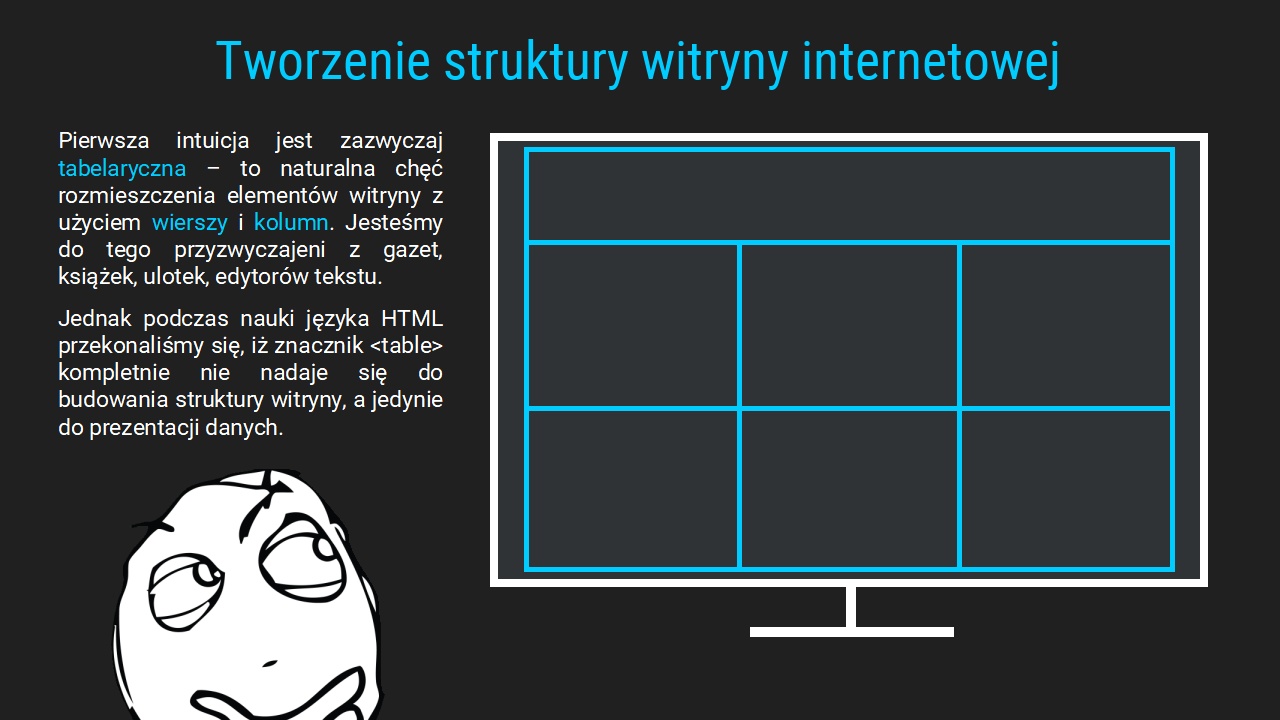 Tworzenie struktury witryny internetowej
Pierwsza intuicja jest zazwyczaj
tabelaryczna – to naturalna chęć
rozmieszczenia elementów witryny z
użyciem wierszy i kolumn. Jesteśmy
do tego przyzwyczajeni z gazet,
książek, ulotek, edytorów tekstu.
Jednak podczas nauki języka HTML
przekonaliśmy się, iż znacznik <table>
kompletnie nie nadaje się do
budowania struktury witryny, a jedynie
do prezentacji danych.